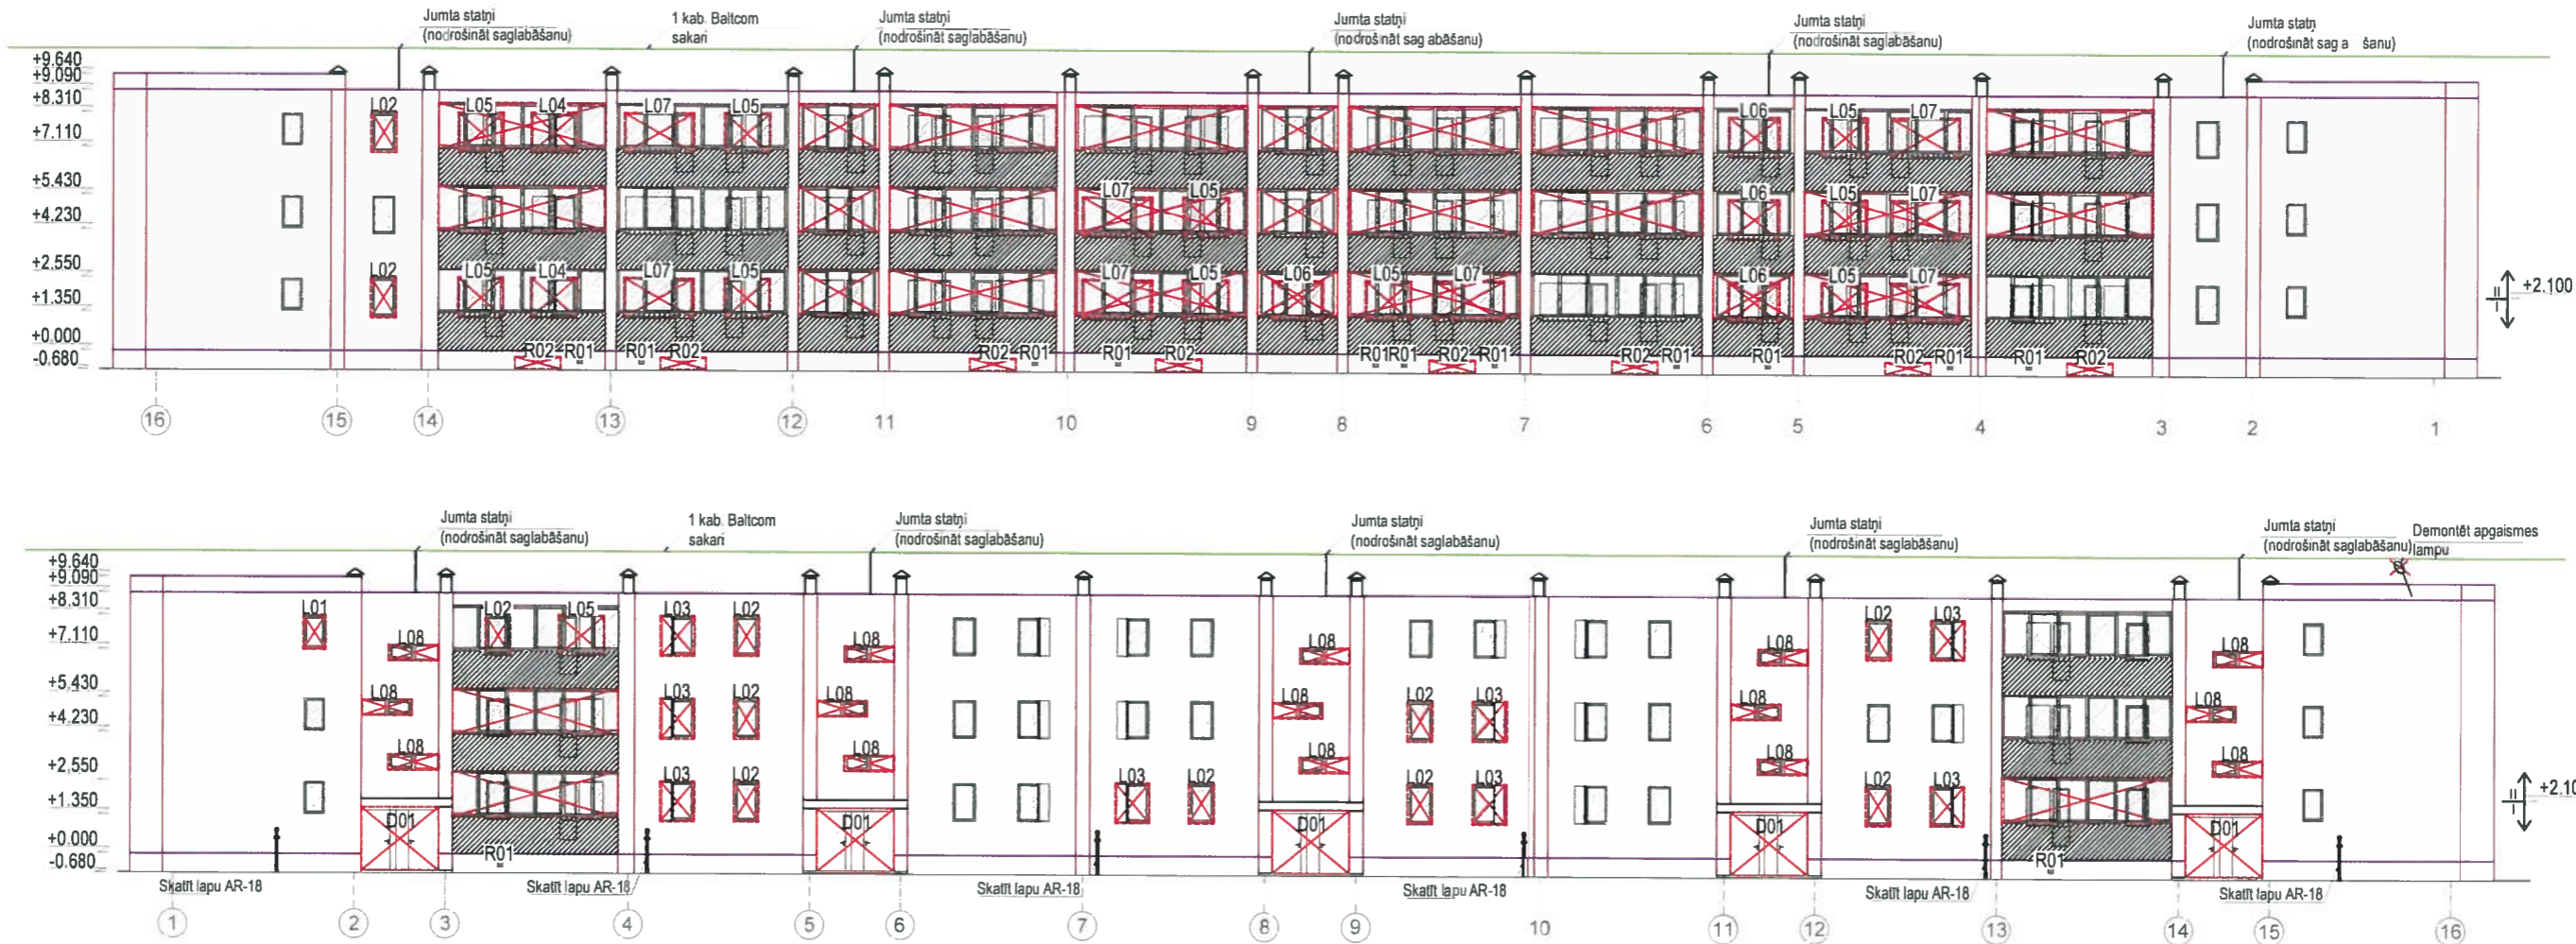 Jumta statņi 1 kab. Baltcom Jumta statņi Jumta statņi Jumta statņi Jumta statņ
(nodrošināt saglabāšanu) sakari (nodrošināt saglabāšanu) (nodrošināt sag abāšanu) (nodrošināt saglabāšanu) (nodrošināt sag a šanu)
+9.640
+9.090
+8.310
L02 L05 L04 L07 L05 L06 L05 L07
+7.110
+5.430
L07 L05 L06 L05 L07
+4.230
+2.550
L02 L05 L04 L07 L05 L07 L05 L06 L05 L07 L06 L05 L07
+1.350
+2.100
+0.000
R02 R01 R01 R02 R02 R01 R01 R02 R01 R01 R02 R01 R02 R01 R01 R02 R01 R01 R02
-0.680
16 15 14 13 12 11 10 9 8 7 6 5 4 3 2 1
Jumta statņi 1 kab. Baltcom Jumta statņi Jumta statņi Jumta statņi Jumta statņi Demontēt apgaismes
(nodrošināt saglabāšanu) sakari (nodrošināt saglabāšanu) (nodrošināt saglabāšanu) (nodrošināt saglabāšanu) (nodrošināt saglabāšanu) lampu
+9.640
+9.090
+8.310
L01 L02 L05 L03 L02 L02 L03
+7.110
L08 L08 L08 L08 L08
+5.430
L08 L03 L02 L08 L08 L02 L03 L08 L08
+4.230
L08 L08 L08 L08 L08
+2.550
L03 L02 L03 L02 L02 L03 L02 L03
+1.350
+2.10
D01 D01 D01 D01 D01
+0.000
R01 R01
-0.680
Skatīt lapu AR-18 Skatīt lapu AR-18 Skatīt lapu AR-18 Skatīt lapu AR-18 Skatīt lapu AR-18 Skatīt lapu AR-18
1 2 3 4 5 6 7 8 9 10 11 12 13 14 15 16